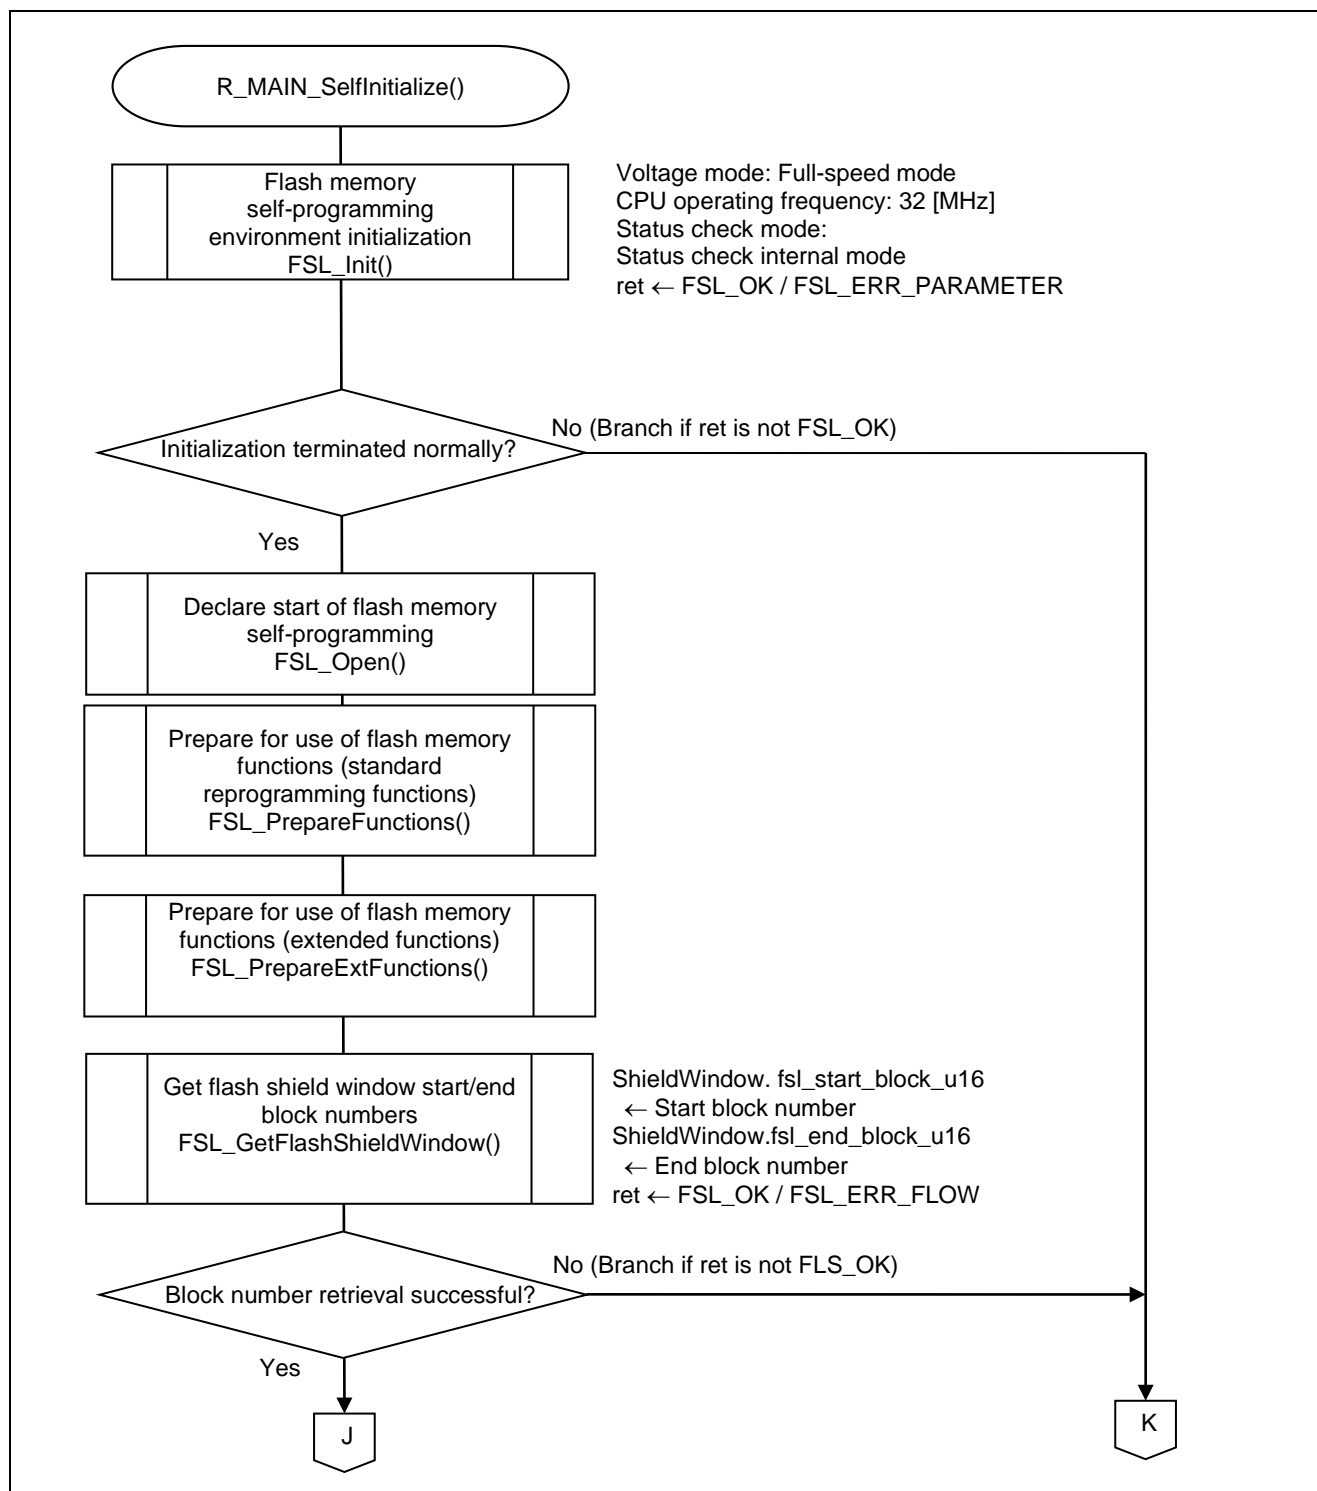 R_MAIN_SelfInitialize()
Flash memory
self-programming
environment initialization
FSL_Init()
Voltage mode: Full-speed mode
CPU operating frequency: 32 [MHz]
Status check mode:
Status check internal mode
ret ← FSL_OK / FSL_ERR_PARAMETER
Initialization terminated normally?
No (Branch if ret is not FSL_OK)
Yes
Declare start of flash memory
self-programming
FSL_Open()
Prepare for use of flash memory
functions (standard
reprogramming functions)
FSL_PrepareFunctions()
Prepare for use of flash memory
functions (extended functions)
FSL_PrepareExtFunctions()
Get flash shield window start/end
block numbers
FSL_GetFlashShieldWindow()
ShieldWindow. fsl_start_block_u16
← Start block number
ShieldWindow.fsl_end_block_u16
← End block number
ret ← FSL_OK / FSL_ERR_FLOW
Block number retrieval successful?
No (Branch if ret is not FLS_OK)
Yes
J
K